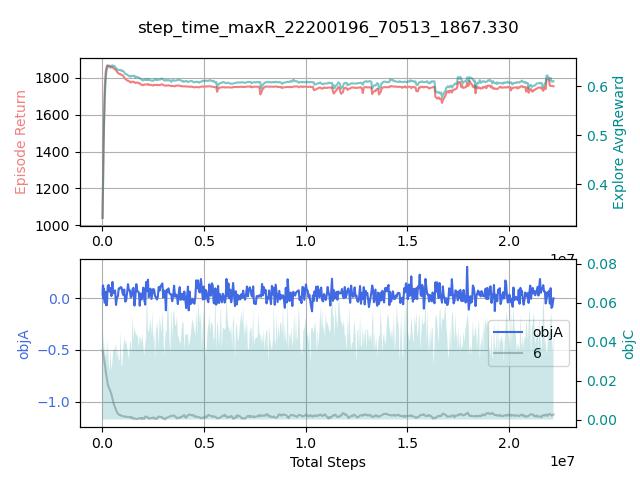 step_time_maxR_22200196_70513_1867.330
1800
1600
1400
1200
1000
Episode Return
0.6
0.5
0.4
Explore AvgReward
0.0 0.5 1.0 1.5 2.0
1e7
0.0
−0.5
−1.0
objA
0.08
0.06
0.04
0.02
0.00
objC
objA
6
0.0 0.5 1.0 1.5 2.0
Total Steps 1e7